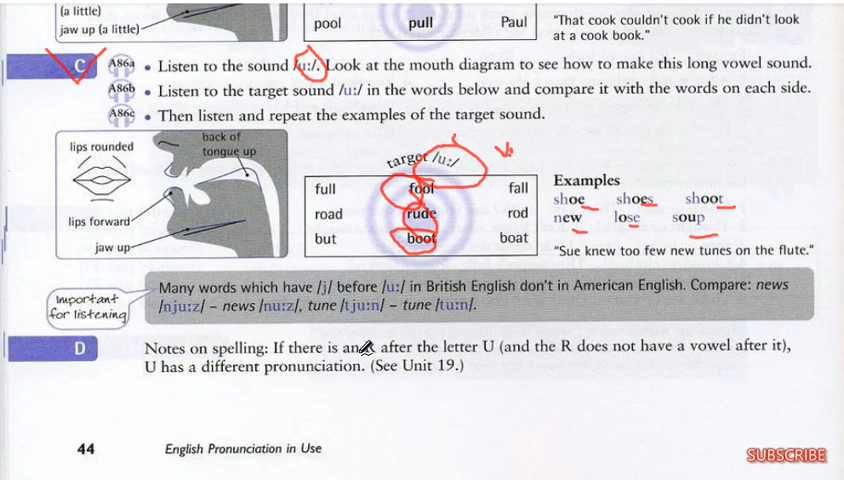 (a little)
jaw up (a little)
pool pull Paul
"That cook couldn't cook if he didn't look
at a cook book."
C A86a • Listen to the sound /u:/. Look at the mouth diagram to see how to make this long vowel sound.
A86b • Listen to the target sound /u:/ in the words below and compare it with the words on each side.
A86c • Then listen and repeat the examples of the target sound.
lips rounded
back of
tongue up
lips forward
jaw up
target /u:/
full fool fall
road rude rod
but boot boat
Examples
shoe shoes shoot
new lose soup
"Sue knew too few new tunes on the flute."
Important
for listening
Many words which have /j/ before /u:/ in British English don't in American English. Compare: news
/nju:z/ – news /nu:z/, tune /tju:n/ – tune /tu:n/.
D Notes on spelling: If there is an R after the letter U (and the R does not have a vowel after it),
U has a different pronunciation. (See Unit 19.)
44 English Pronunciation in Use
SUBSCRIBE